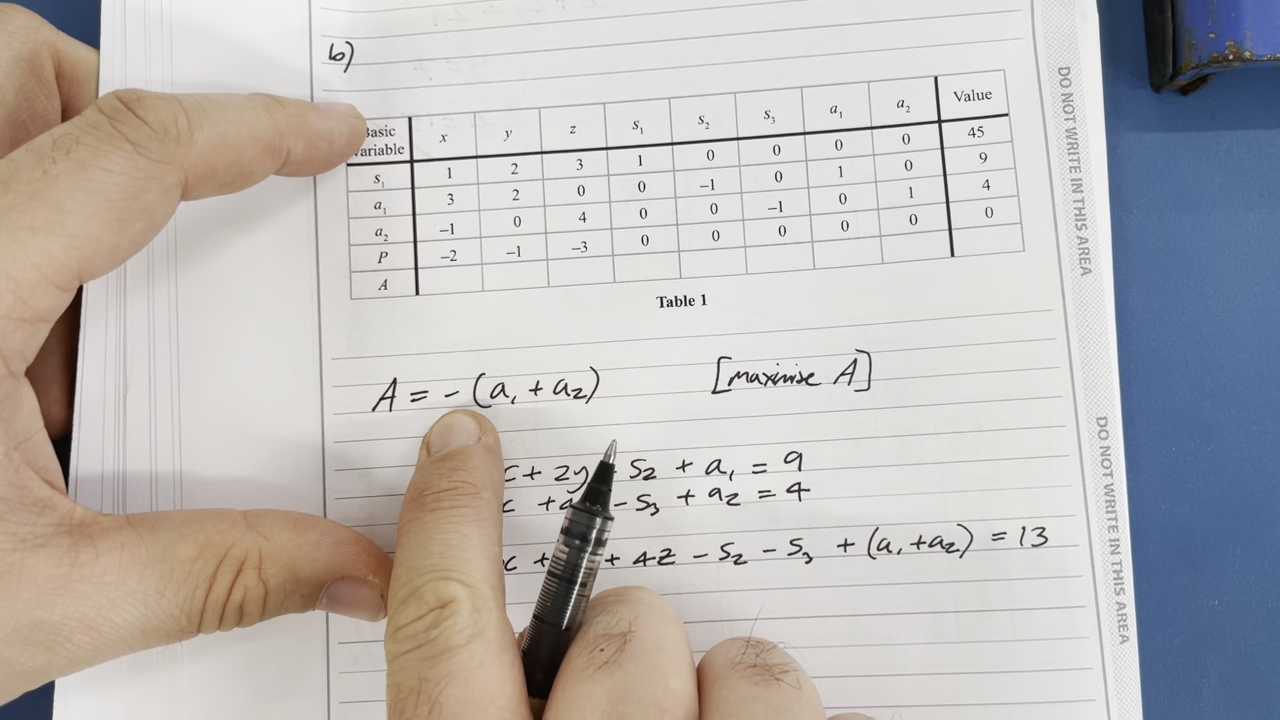 b)
Basic variable x y z s₁ s₂ s₃ a₁ a₂ Value
s₁ 1 2 3 1 0 0 0 0 45
a₁ 3 2 0 0 –1 0 1 0 9
a₂ –1 0 4 0 0 –1 0 1 4
P –2 –1 –3 0 0 0 0 0 0
A
Table 1
A = - (a₁ + a₂) [maximise A]
+ 2y - S₂ + a₁ = 9
- S₃ + a₂ = 4
+ 4z - S₂ - S₃ + (a₁ + a₂) = 13
DO NOT WRITE IN THIS AREA
DO NOT WRITE IN THIS AREA